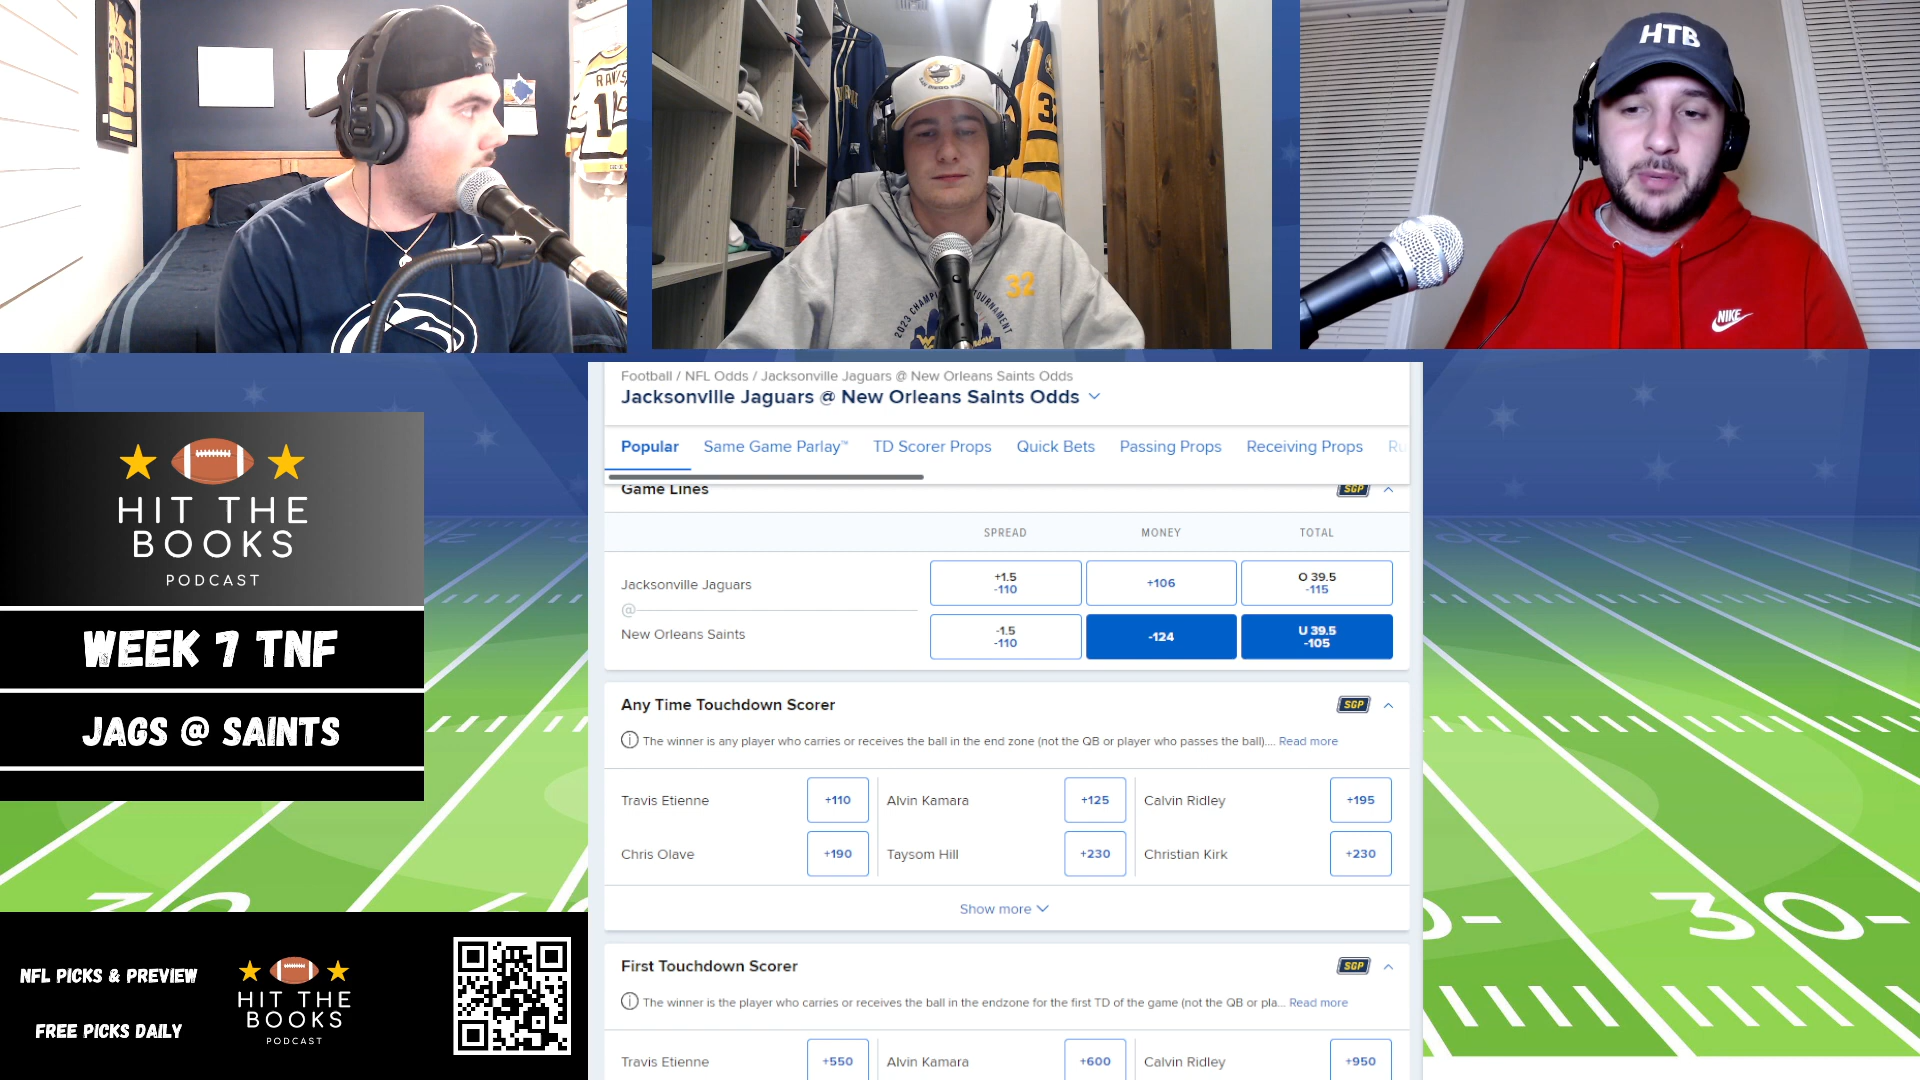 HTB
32
32
2023
NIKE
Football / NFL Odds / Jacksonville Jaguars @ New Orleans Saints Odds
Jacksonville Jaguars @ New Orleans Saints Odds
Popular Same Game Parlay™ TD Scorer Props Quick Bets Passing Props Receiving Props
Game Lines SGP
SPREAD MONEY TOTAL
Jacksonville Jaguars
+1.5
-110
+106
O 39.5
-115
@
New Orleans Saints
-1.5
-110
-124
U 39.5
-105
Any Time Touchdown Scorer SGP
The winner is any player who carries or receives the ball in the end zone (not the QB or player who passes the ball).... Read more
Travis Etienne +110 Alvin Kamara +125 Calvin Ridley +195
Chris Olave +190 Taysom Hill +230 Christian Kirk +230
Show more
First Touchdown Scorer SGP
The winner is the player who carries or receives the ball in the endzone for the first TD of the game (not the QB or pla... Read more
Travis Etienne +550 Alvin Kamara +600 Calvin Ridley +950
HIT THE
BOOKS
PODCAST
WEEK 7 TNF
JAGS @ SAINTS
NFL PICKS & PREVIEW
FREE PICKS DAILY
HIT THE
BOOKS
PODCAST
30